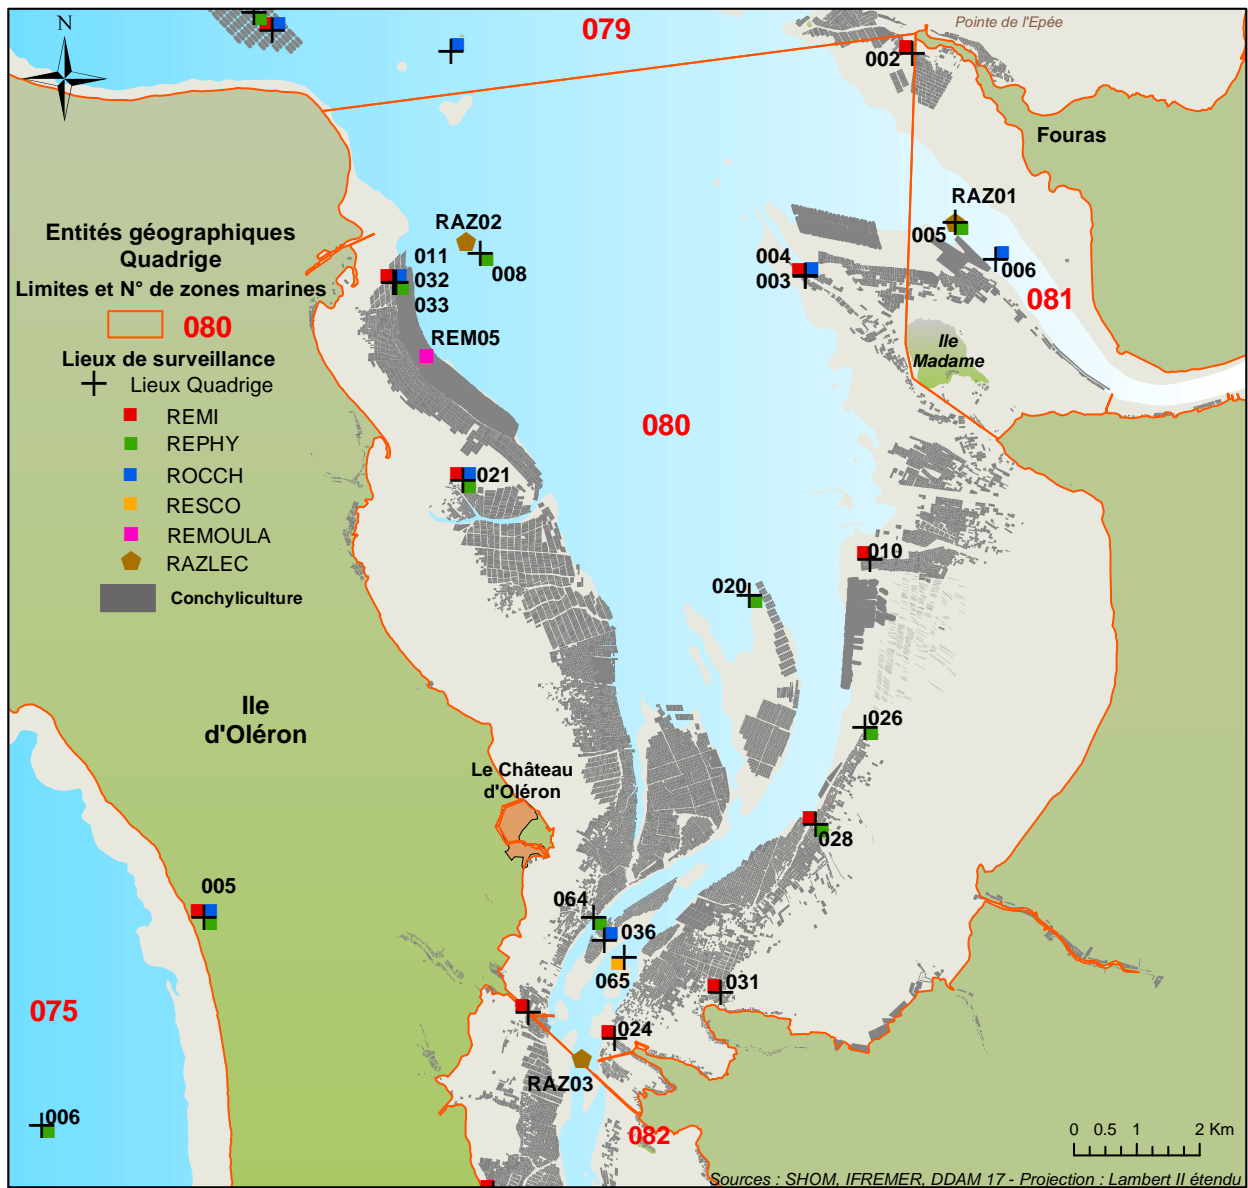 079
Pointe de l'Epée
N
002
Fouras
RAZ01
005
006
081
RAZ02
008
011
032
033
004
003
Entités géographiques
Quadrige
Limites et N° de zones marines
080
Lieux de surveillance
Lieux Quadrige
REMI
REPHY
ROCCH
RESCO
REMOULA
RAZLEC
Conchyliculture
REM05
Ile
Madame
080
021
010
020
Ile
d'Oléron
026
Le Château
d'Oléron
028
005
064
036
065
031
075
024
RAZ03
006
082
0 0.5 1 2 Km
Sources : SHOM, IFREMER, DDAM 17 - Projection : Lambert II étendu